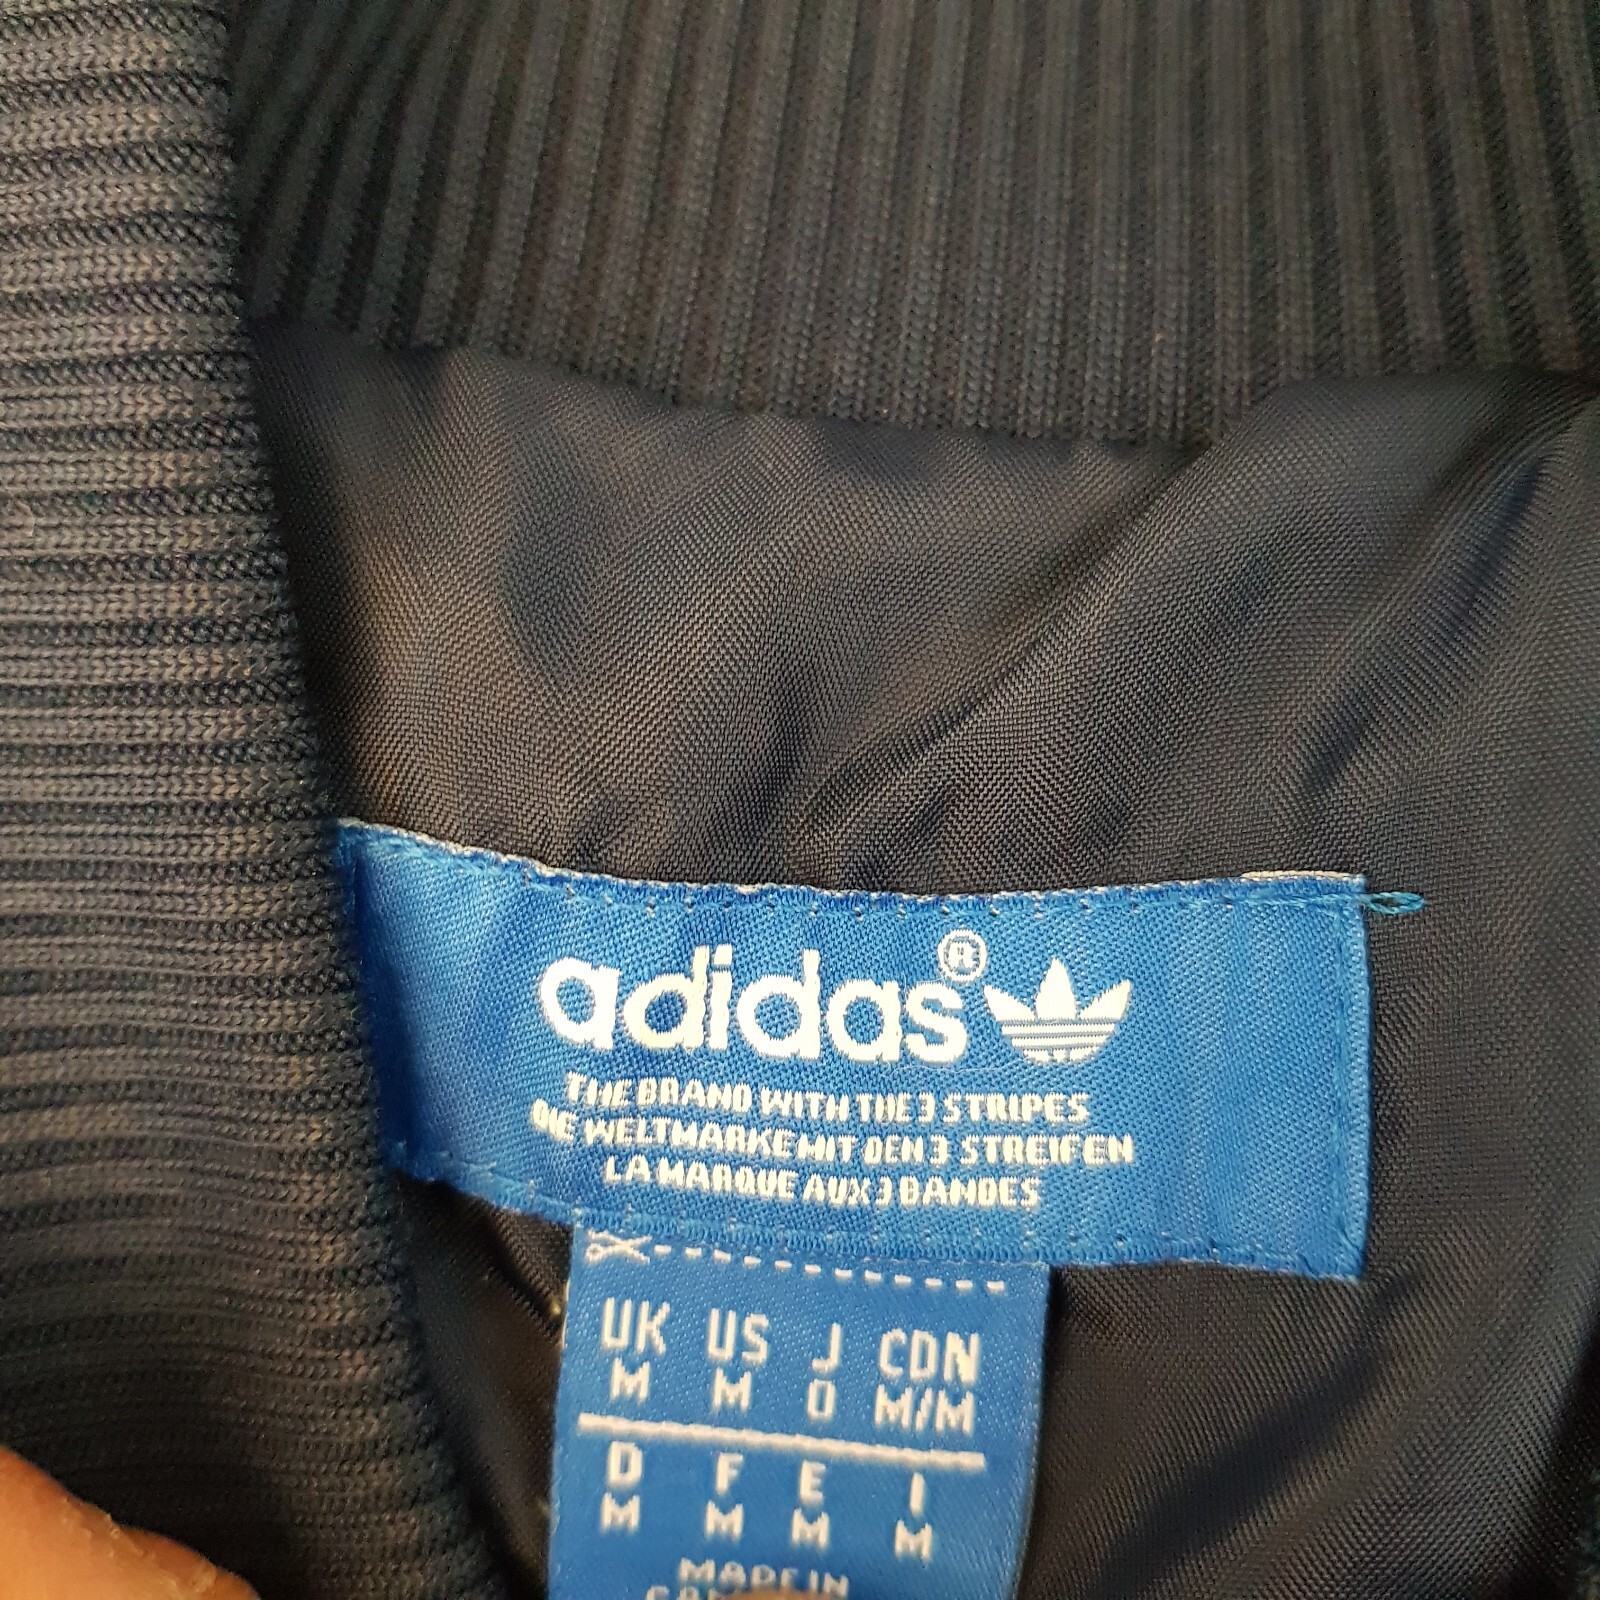 adidas®
THE BRAND WITH THE 3 STRIPES
DIE WELTMARKE MIT DEN 3 STREIFEN
LA MARQUE AUX 3 BANDES
UK US J CDN
M M O M/M
D F E I
M M M M
MADE IN